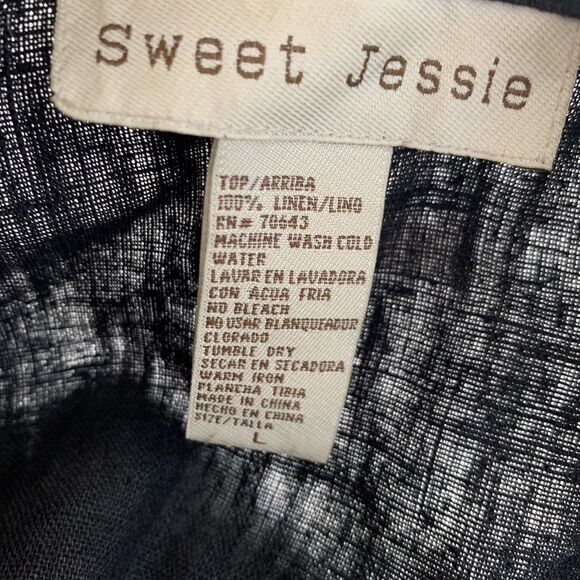 Sweet Jessie
TOP/ARRIBA
100% LINEN/LINO
RN# 70643
MACHINE WASH COLD
WATER
LAVAR EN LAVADORA
CON AGUA FRIA
NO BLEACH
NO USAR BLANQUEADOR
CLORADO
TUMBLE DRY
SECAR EN SECADORA
WARM IRON
PLANCHA TIBIA
MADE IN CHINA
HECHO EN CHINA
SIZE/TALLA
L